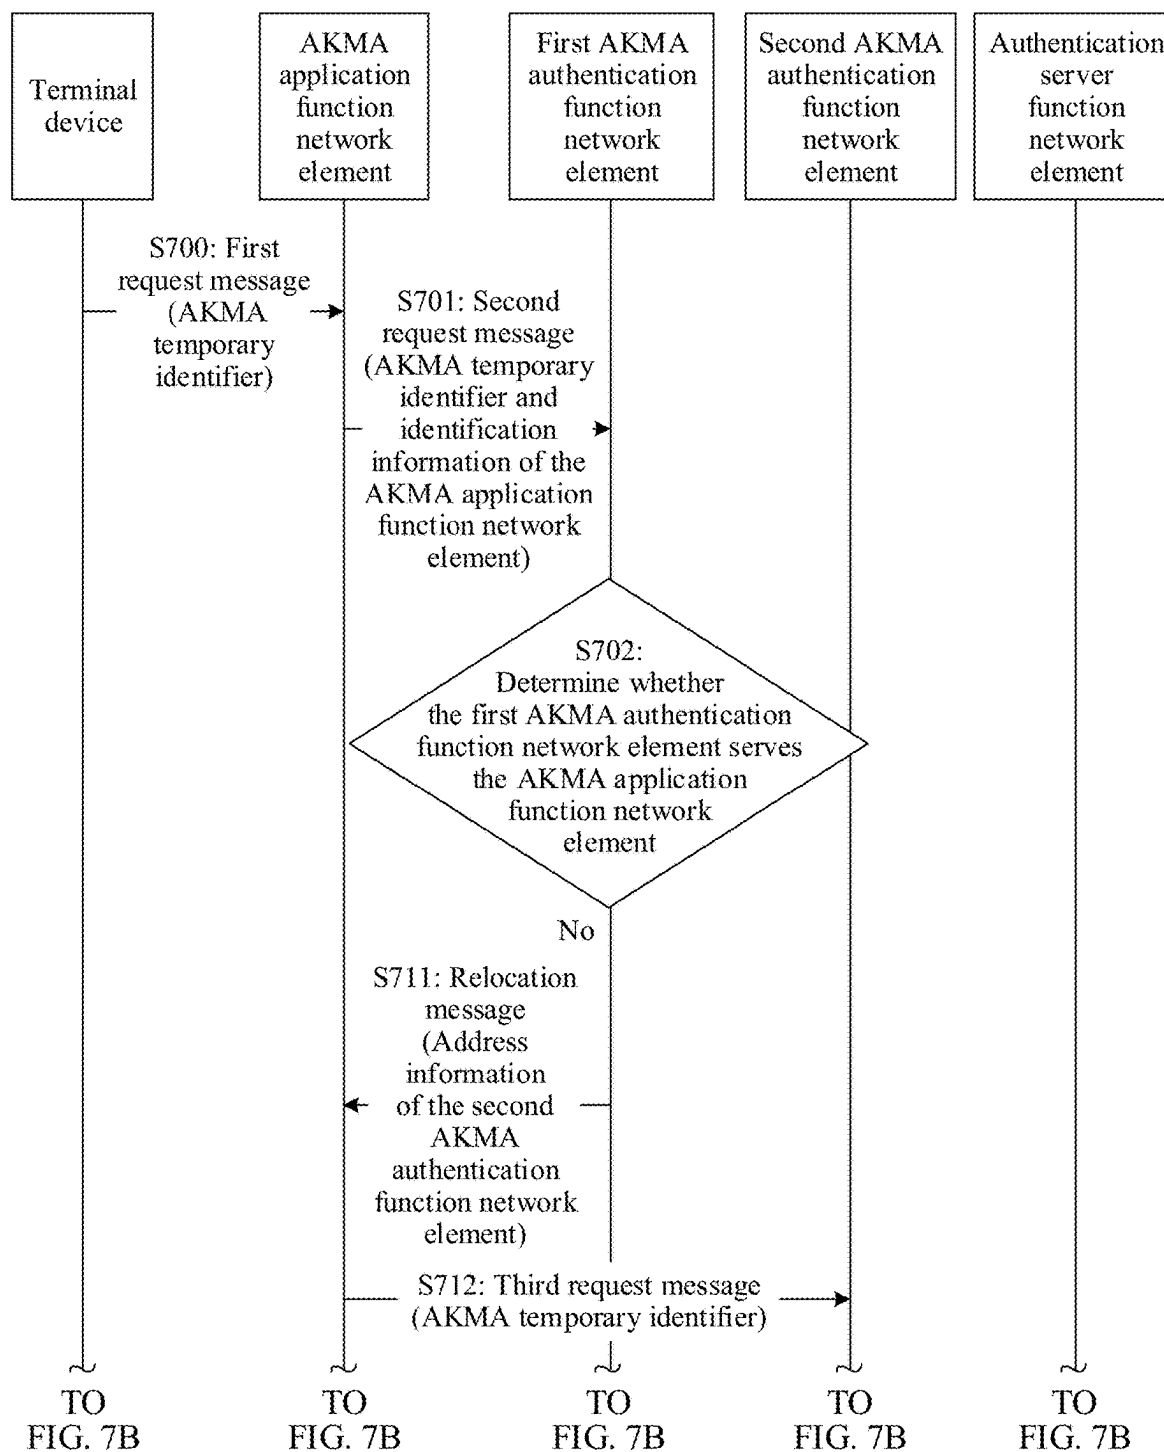 Terminal
device
AKMA
application
function
network
element
First AKMA
authentication
function
network
element
Second AKMA
authentication
function
network
element
Authentication
server
function
network
element
S700: First
request message
(AKMA
temporary
identifier)
S701: Second
request message
(AKMA temporary
identifier and
identification
information of the
AKMA application
function network
element)
S702:
Determine whether
the first AKMA authentication
function network element serves
the AKMA application
function network
element
No
S711: Relocation
message
(Address
information
of the second
AKMA
authentication
function network
element)
S712: Third request message
(AKMA temporary identifier)
TO
FIG. 7B
TO
FIG. 7B
TO
FIG. 7B
TO
FIG. 7B
TO
FIG. 7B